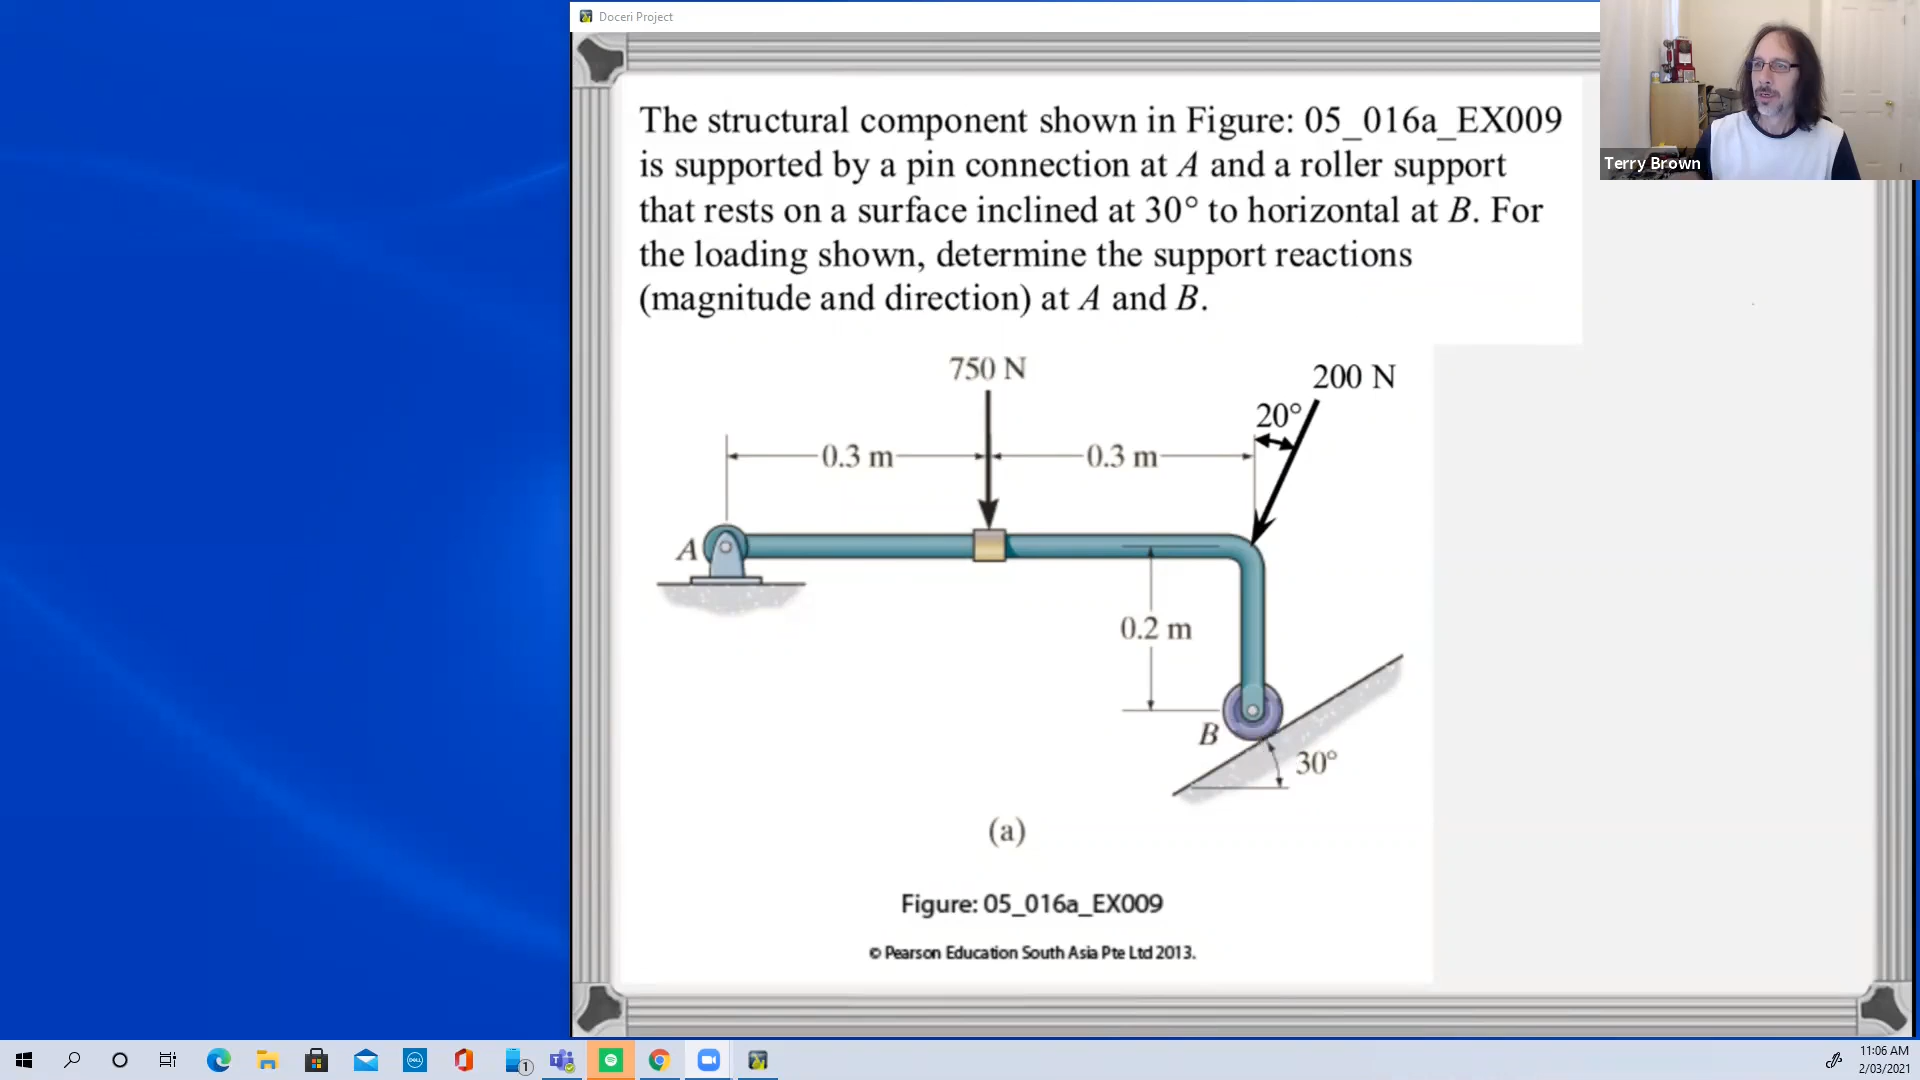 Doceri Project
The structural component shown in Figure: 05_016a_EX009
is supported by a pin connection at A and a roller support
that rests on a surface inclined at 30° to horizontal at B. For
the loading shown, determine the support reactions
(magnitude and direction) at A and B.
Terry Brown
750 N
200 N
20°
0.3 m
0.3 m
A
0.2 m
B
30°
(a)
Figure: 05_016a_EX009
© Pearson Education South Asia Pte Ltd 2013.
DELL
1
11:06 AM
2/03/2021